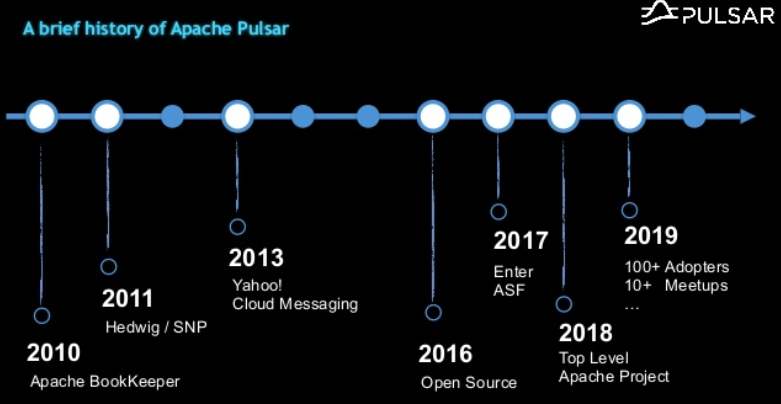 A brief history of Apache Pulsar
PULSAR
2010
Apache BookKeeper
2011
Hedwig / SNP
2013
Yahoo!
Cloud Messaging
2016
Open Source
2017
Enter
ASF
2018
Top Level
Apache Project
2019
100+ Adopters
10+ Meetups
...